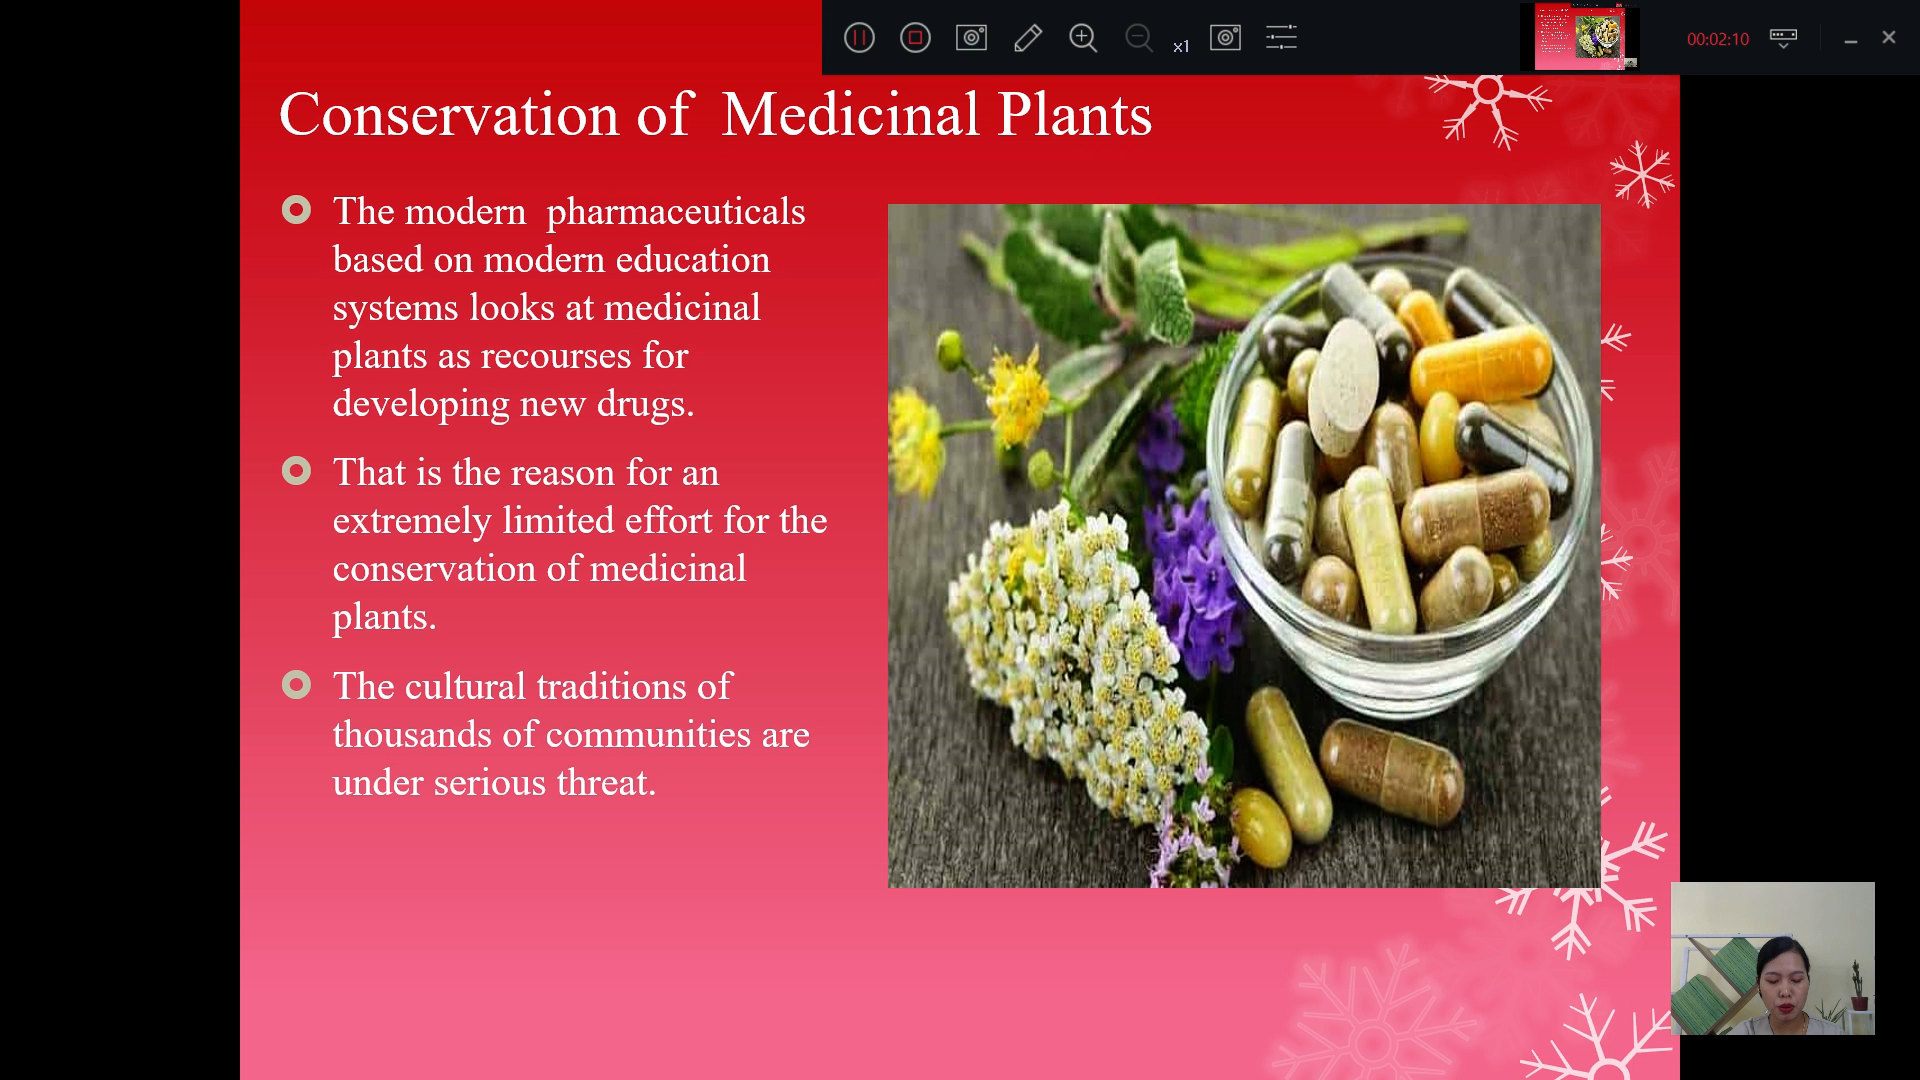 x1
00:02:10
Conservation of  Medicinal Plants
The modern  pharmaceuticals
based on modern education
systems looks at medicinal
plants as recourses for
developing new drugs.
That is the reason for an
extremely limited effort for the
conservation of medicinal
plants.
The cultural traditions of
thousands of communities are
under serious threat.